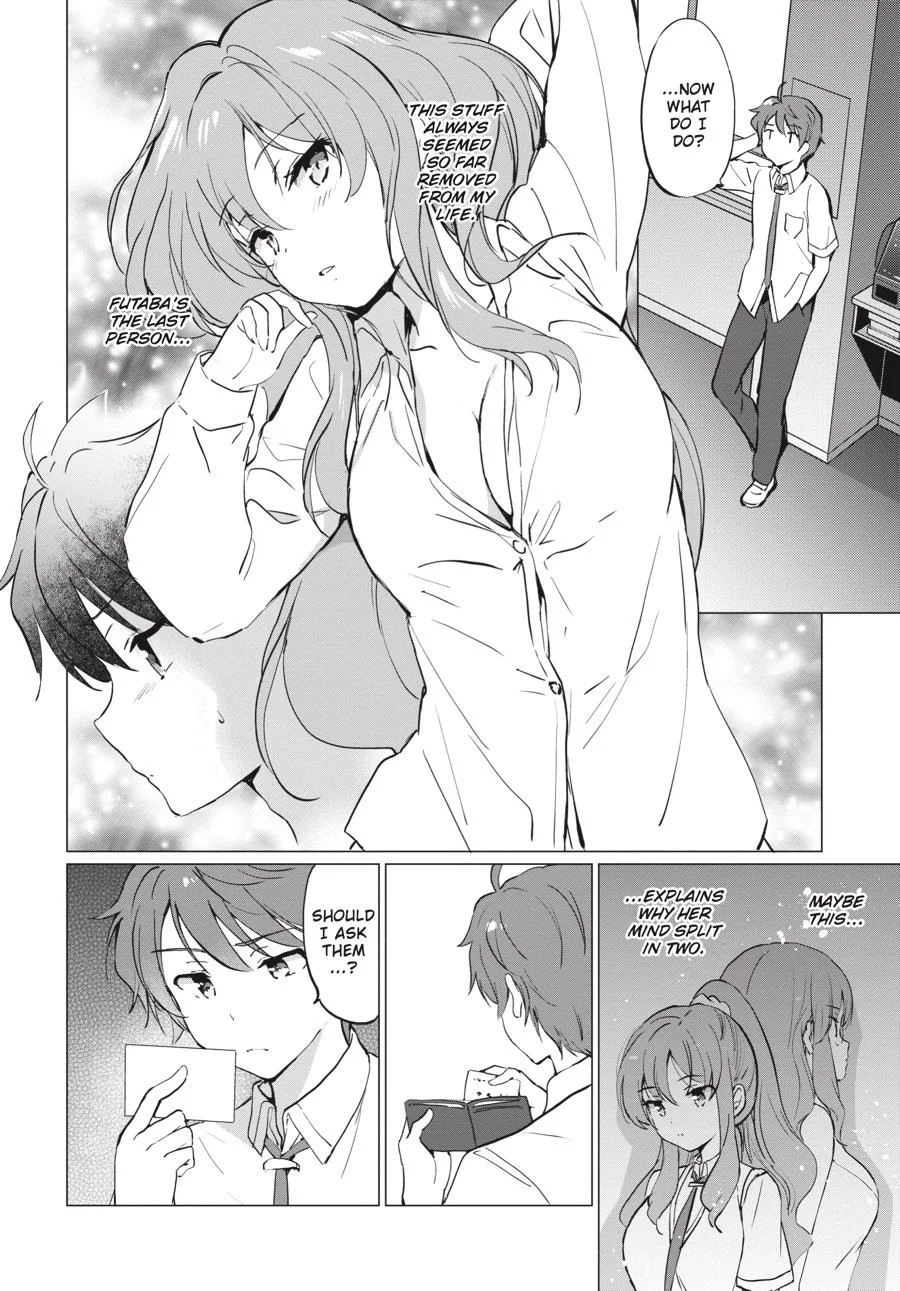 ...NOW
WHAT
DO I
DO?
THIS STUFF
ALWAYS
SEEMED
SO FAR
REMOVED
FROM MY
LIFE.
FUTABA'S
THE LAST
PERSON...
MAYBE
THIS...
...EXPLAINS
WHY HER
MIND SPLIT
IN TWO.
SHOULD
I ASK
THEM
...?